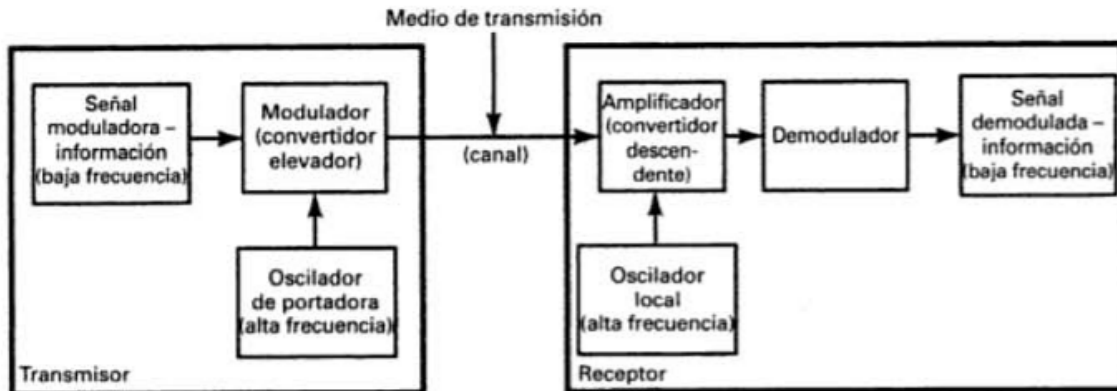 Medio de transmisión
Señal
moduladora –
información
(baja frecuencia)
Modulador
(convertidor
elevador)
(canal)
Amplificador
(convertidor
descen-
dente)
Demodulador
Señal
demodulada –
información
(baja frecuencia)
Oscilador
de portadora
(alta frecuencia)
Oscilador
local
(alta frecuencia)
Transmisor
Receptor